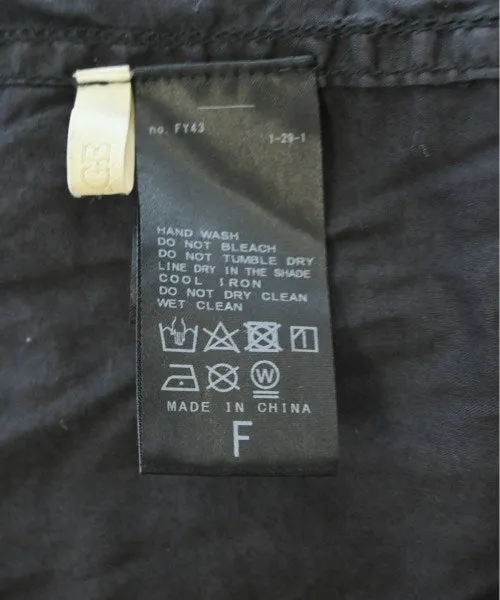 no. FY43
1-29-1
HAND WASH
DO NOT BLEACH
DO NOT TUMBLE DRY
LINE DRY IN THE SHADE
COOL IRON
DO NOT DRY CLEAN
WET CLEAN
W
MADE IN CHINA
F